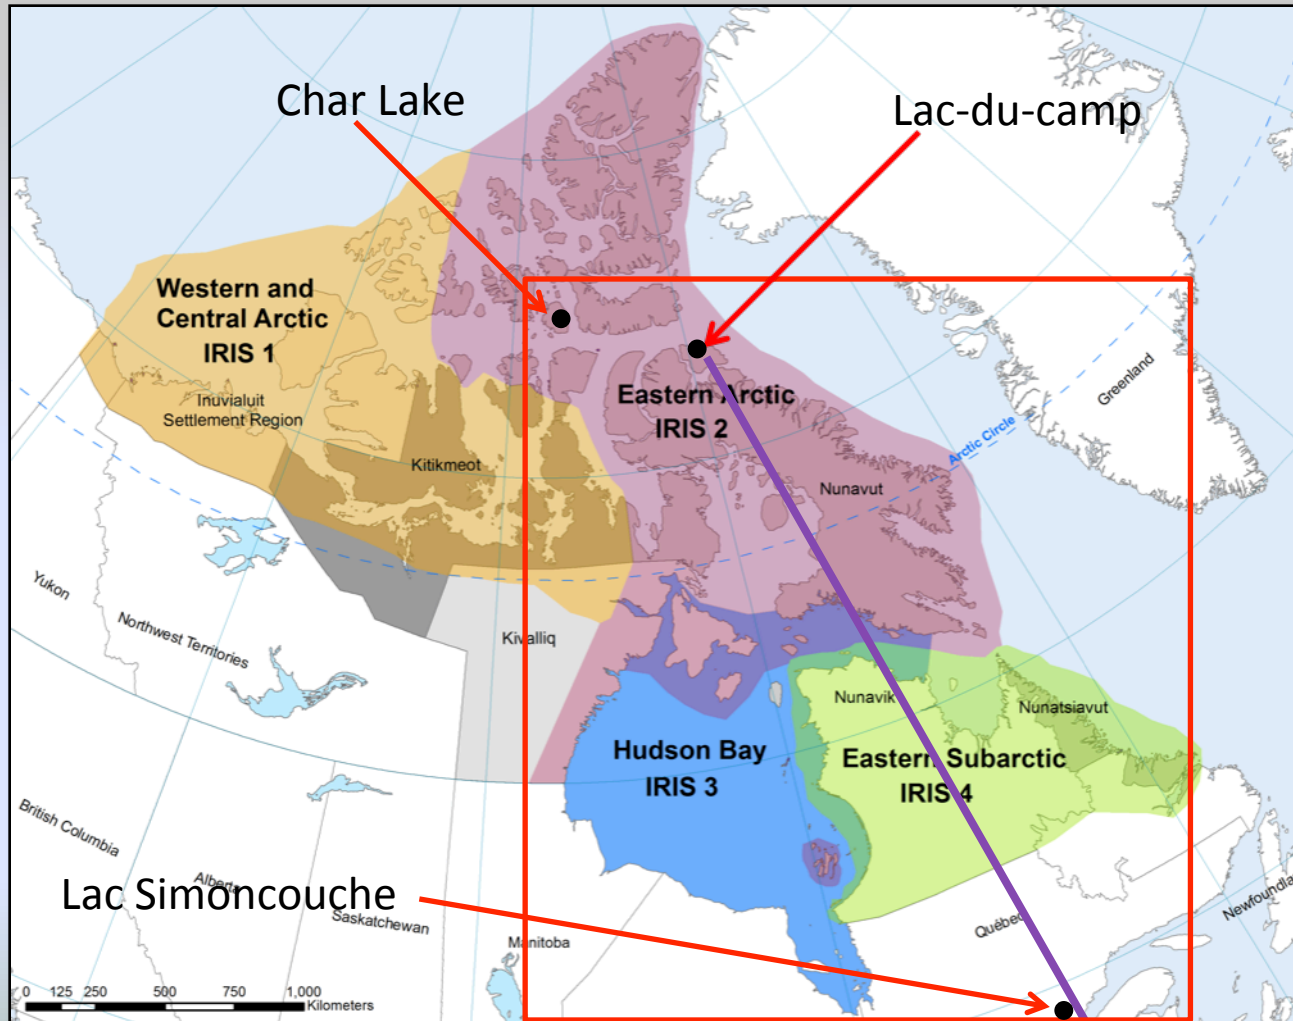 Char Lake
Lac-du-camp
Western and
Central Arctic
IRIS 1
Inuvialuit
Settlement Region
Kitikmeot
Eastern Arctic
IRIS 2
Nunavut
Greenland
Arctic Circle
Yukon
Northwest Territories
Kivalliq
Nunavik
Nunatsiavut
Hudson Bay
IRIS 3
Eastern Subarctic
IRIS 4
British Columbia
Alberta
Lac Simoncouche
Saskatchewan
Manitoba
Québec
Newfoundla
0 125 250 500 750 1,000
Kilometers